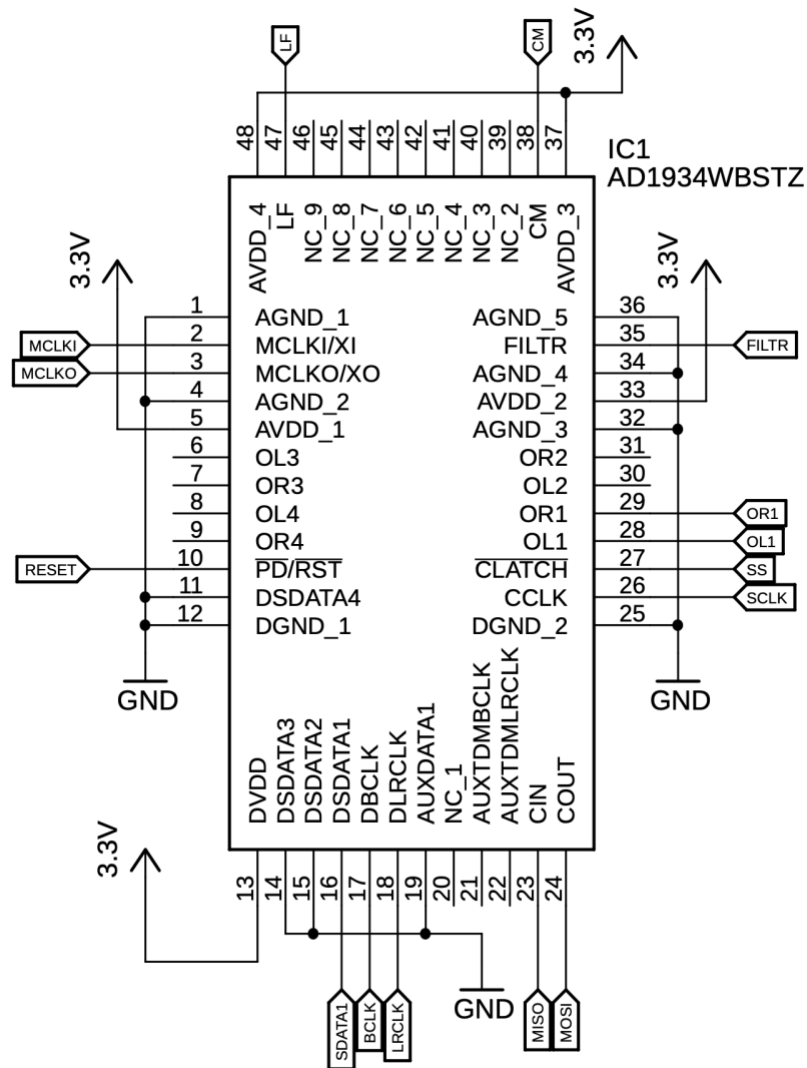 LF
CM
3.3V
48
47
46
45
44
43
42
41
40
39
38
37
IC1
AD1934WBSTZ
AVDD_4
LF
NC_9
NC_8
NC_7
NC_6
NC_5
NC_4
NC_3
NC_2
CM
AVDD_3
3.3V
3.3V
1 AGND_1 AGND_5 36
MCLKI 2 MCLKI/XI FILTR 35 FILTR
MCLKO 3 MCLKO/XO AGND_4 34
4 AGND_2 AVDD_2 33
5 AVDD_1 AGND_3 32
6 OL3 OR2 31
7 OR3 OL2 30
8 OL4 OR1 29 OR1
9 OR4 OL1 28 OL1
RESET 10 PD/RST CLATCH 27 SS
11 DSDATA4 CCLK 26 SCLK
12 DGND_1 DGND_2 25
GND
GND
DVDD
DSDATA3
DSDATA2
DSDATA1
DBCLK
DLRCLK
AUXDATA1
NC_1
AUXTDMBCLK
AUXTDMLRCLK
CIN
COUT
3.3V
13
14
15
16
17
18
19
20
21
22
23
24
GND
SDATA1
BCLK
LRCLK
MISO
MOSI